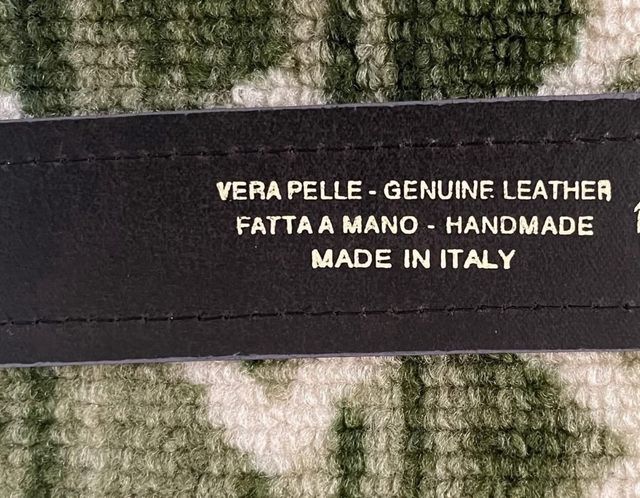 VERA PELLE - GENUINE LEATHER
FATTA A MANO - HANDMADE
MADE IN ITALY